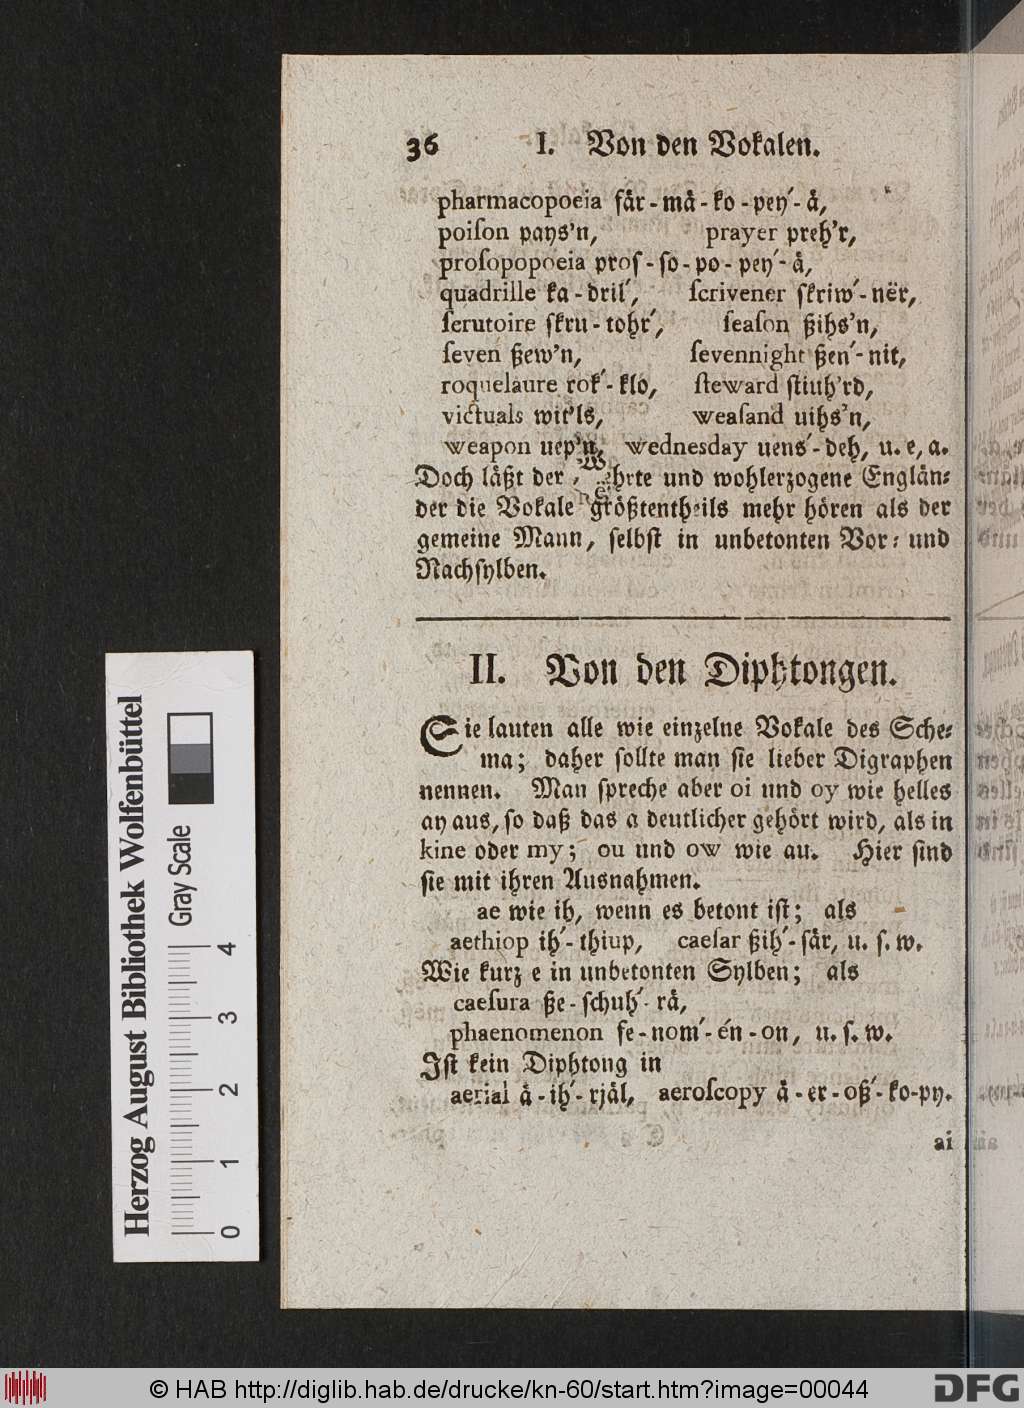 36 I. Von den Vokalen.
pharmacopoeia fär-mä-ko-peẏ́-ä,
poiſon pays’n, prayer preh’r,
proſopopoeia proſ-ſo-po-peẏ́-ä,
quadrille ka-dril´, ſcrivener ſkriw´-nër,
ſerutoire ſkru-tohr´, ſeaſon ßihs’n,
ſeven ßew’n, ſevennight ßen´-nit,
roquelaure rok´-klo, ſteward ſtiuh’rd,
victuals wit’ls, weaſand uihs’n,
weapon uep’n, wednesday uens´-deh, u. e, a.
Doch läßt der und wohlerzogene Englän⸗
der die Vokale größtentheils mehr hören als der
gemeine Mann, ſelbſt in unbetonten Vor⸗ und
Nachſylben.
II. Von den Diphtongen.
Sie lauten alle wie einzelne Vokale des Sche⸗
ma; daher ſollte man ſie lieber Digraphen
nennen. Man ſpreche aber oi und oy wie helles
ay aus, ſo daß das a deutlicher gehört wird, als in
kine oder my; ou und ow wie au. Hier ſind
ſie mit ihren Ausnahmen.
ae wie ih, wenn es betont iſt; als
aethiop ih´-thiup, caeſar ßih´-ſär, u. ſ. w.
Wie kurz e in unbetonten Sylben; als
caeſura ße-ſchuh´-rä,
phaenomenon fe-nom´-én-on, u. ſ. w.
Iſt kein Diphtong in
aerial ä-ih´-rjäl, aeroſcopy ä-er-oß´-ko-py.
ai
Herzog August Bibliothek Wolfenbüttel
Gray Scale
0 1 2 3 4
© HAB http://diglib.hab.de/drucke/kn-60/start.htm?image=00044
DFG